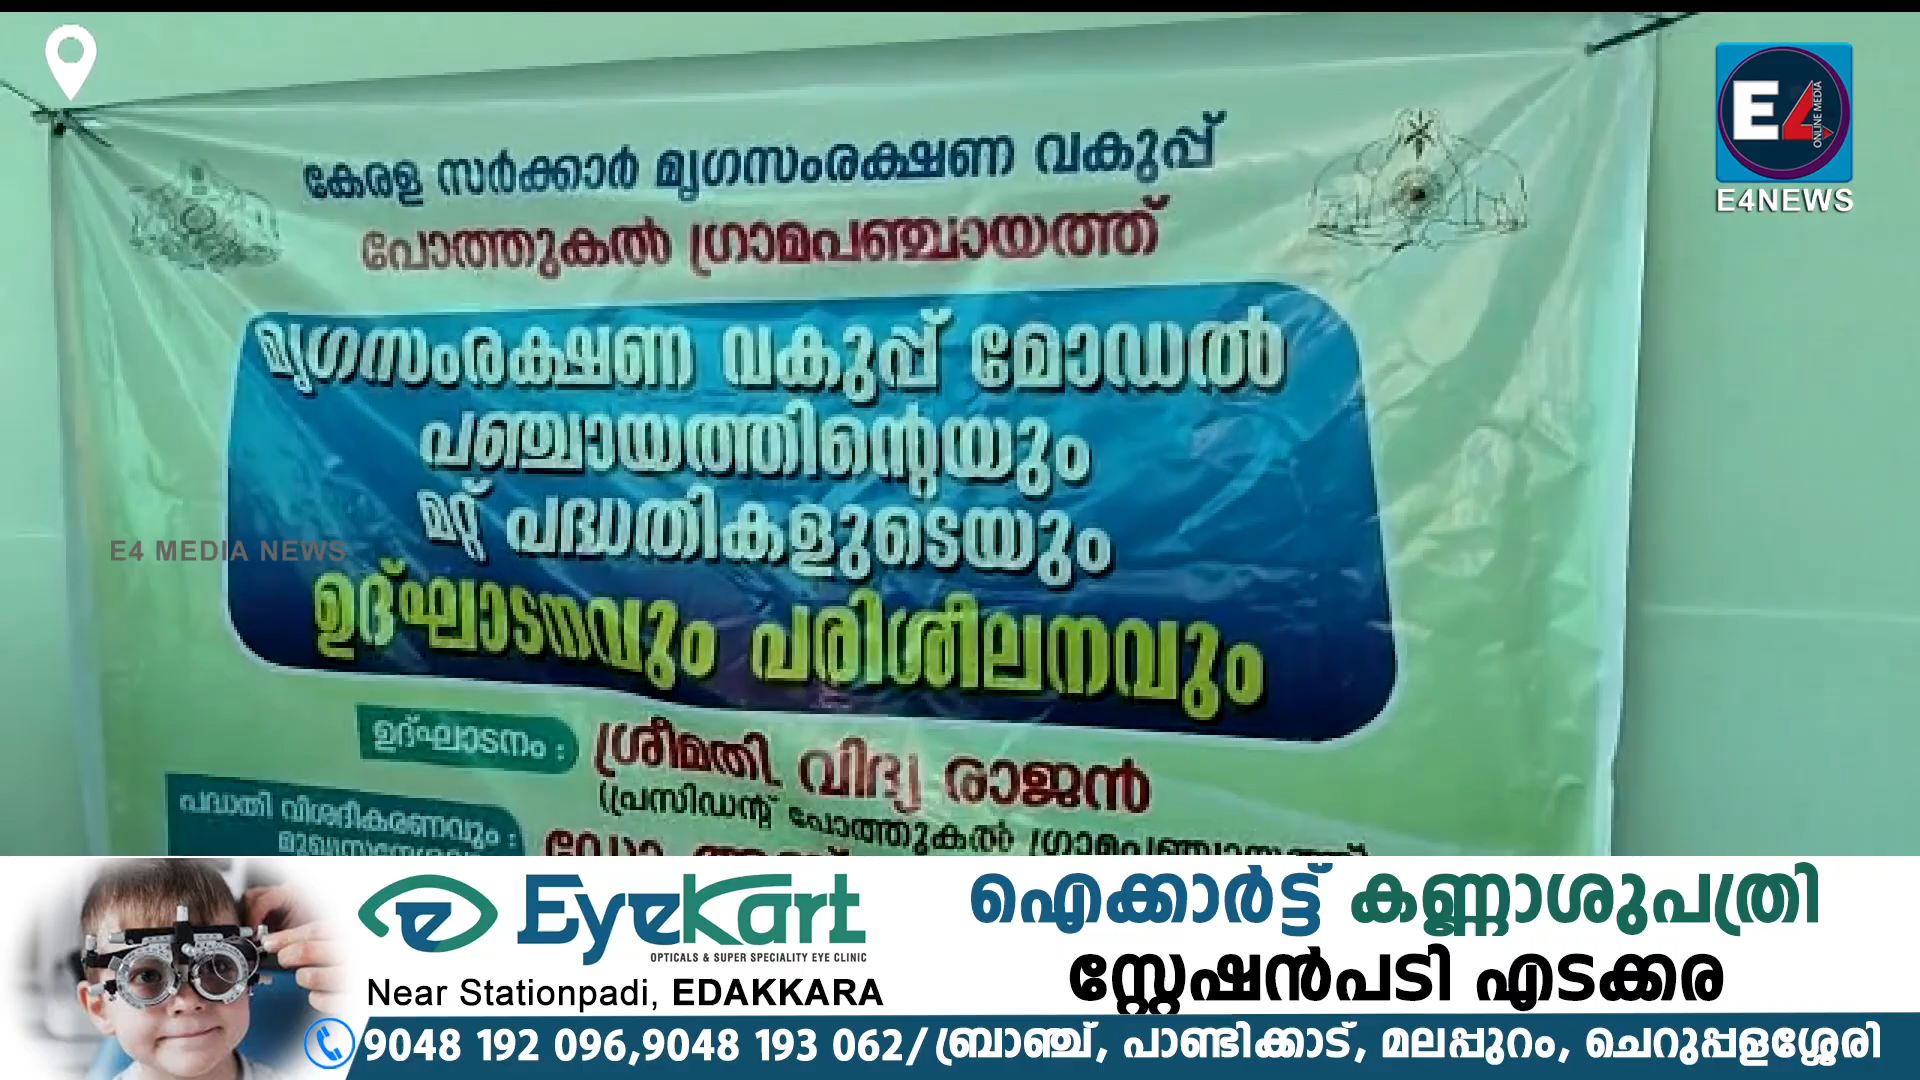 കേരള സർക്കാർ മൃഗസംരക്ഷണ വകുപ്പ്
പോത്തുകൽ ഗ്രാമപഞ്ചായത്ത്
മൃഗസംരക്ഷണ വകുപ്പ് മോഡൽ
പഞ്ചായത്തിന്റെയും
മറ്റ് പദ്ധതികളുടെയും
ഉദ്ഘാടനവും പരിശീലനവും
ഉദ്ഘാടനം : ശ്രീമതി. വിദ്യ രാജൻ
(പ്രസിഡന്റ് പോത്തുകൽ ഗ്രാമപഞ്ചായത്ത്)
പദ്ധതി വിശദീകരണവും :
ഡോ.
E4
ONLINE MEDIA
E4NEWS
E4 MEDIA NEWS
e EyeKart
OPTICALS & SUPER SPECIALITY EYE CLINIC
Near Stationpadi, EDAKKARA
ഐക്കാർട്ട് കണ്ണാശുപത്രി
സ്റ്റേഷൻപടി എടക്കര
9048 192 096,9048 193 062/ബ്രാഞ്ച്, പാണ്ടിക്കാട്, മലപ്പുറം, ചെറുപ്പളശ്ശേരി